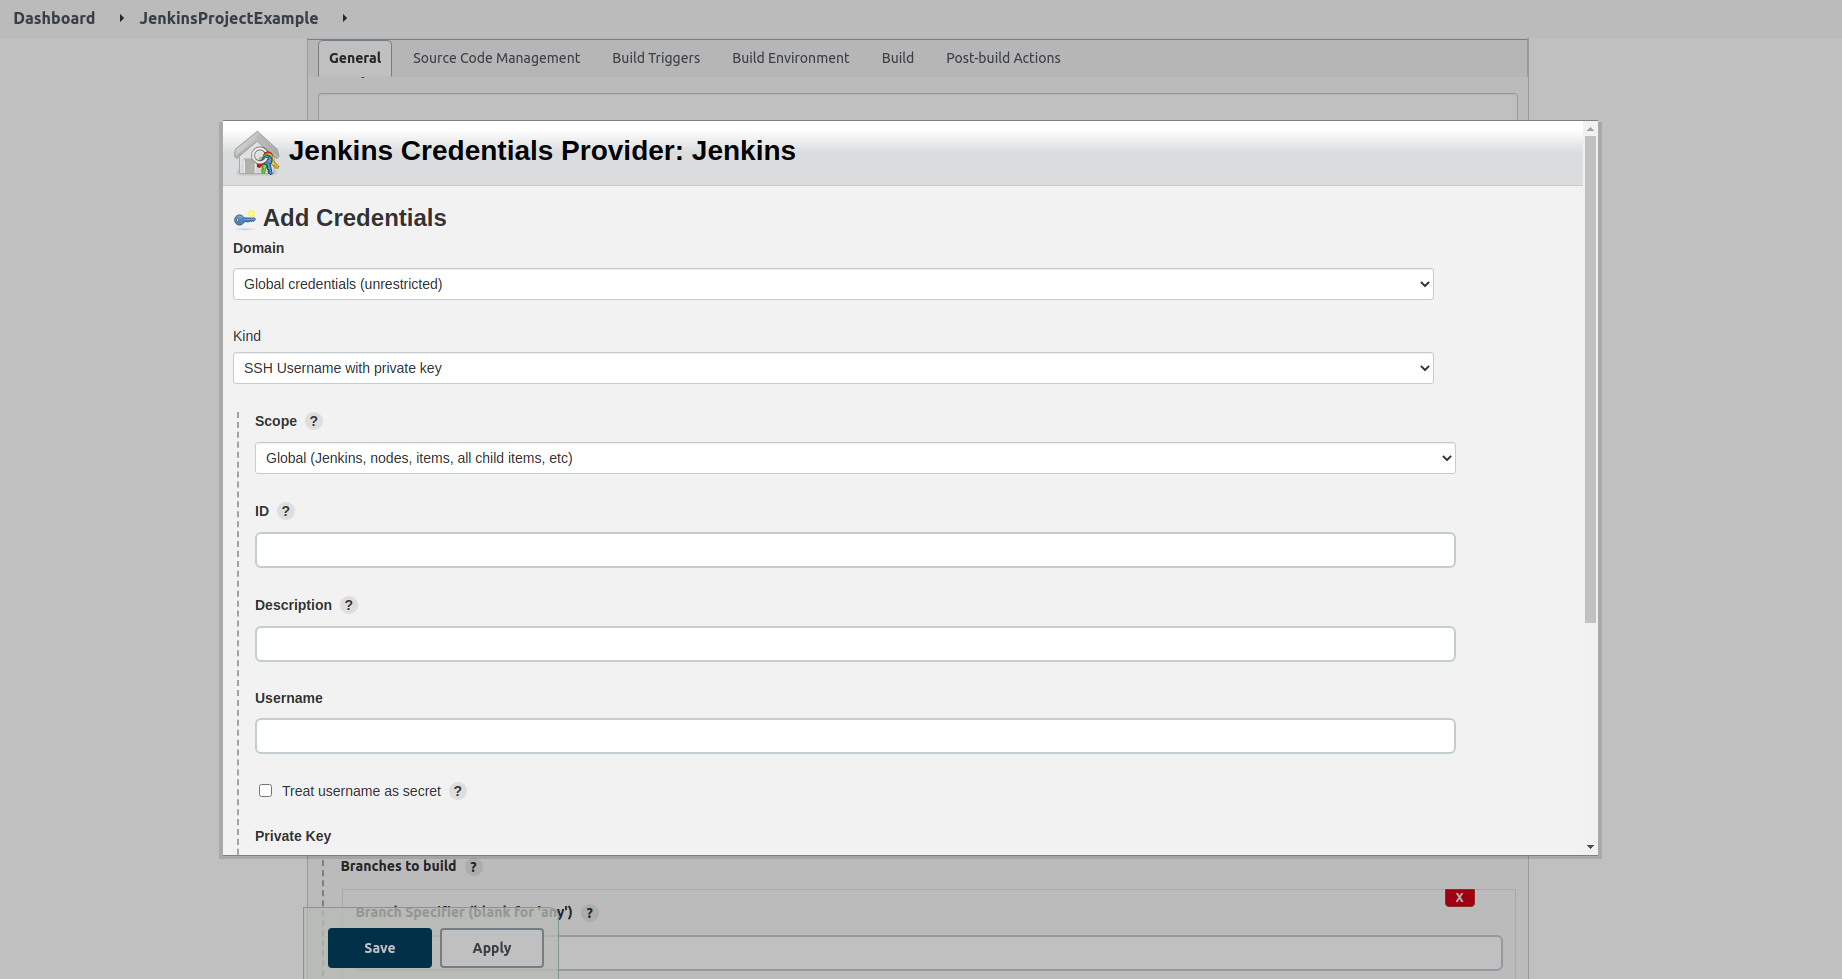 Dashboard JenkinsProjectExample
General Source Code Management Build Triggers Build Environment Build Post-build Actions
Jenkins Credentials Provider: Jenkins
Add Credentials
Domain
Global credentials (unrestricted)
Kind
SSH Username with private key
Scope ?
Global (Jenkins, nodes, items, all child items, etc)
ID ?
Description ?
Username
Treat username as secret ?
Private Key
Branches to build ?
X
Branch Specifier (blank for 'any') ?
Save Apply